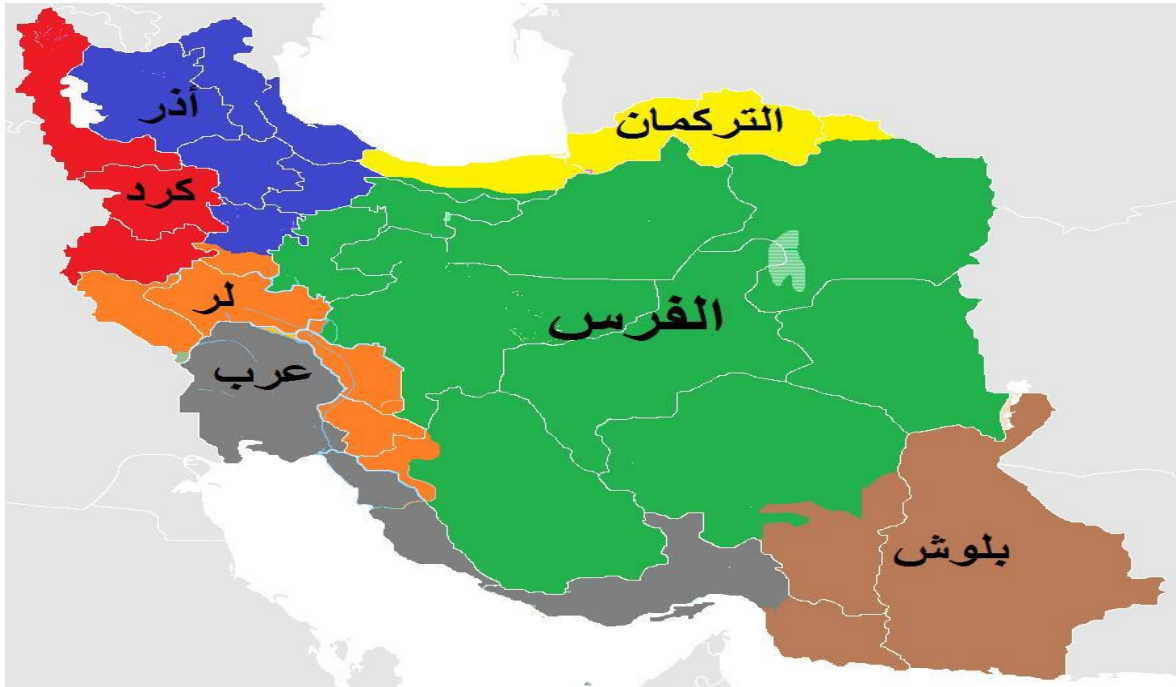 أذر
التركمان
كرد
لر
الفرس
عرب
بلوش